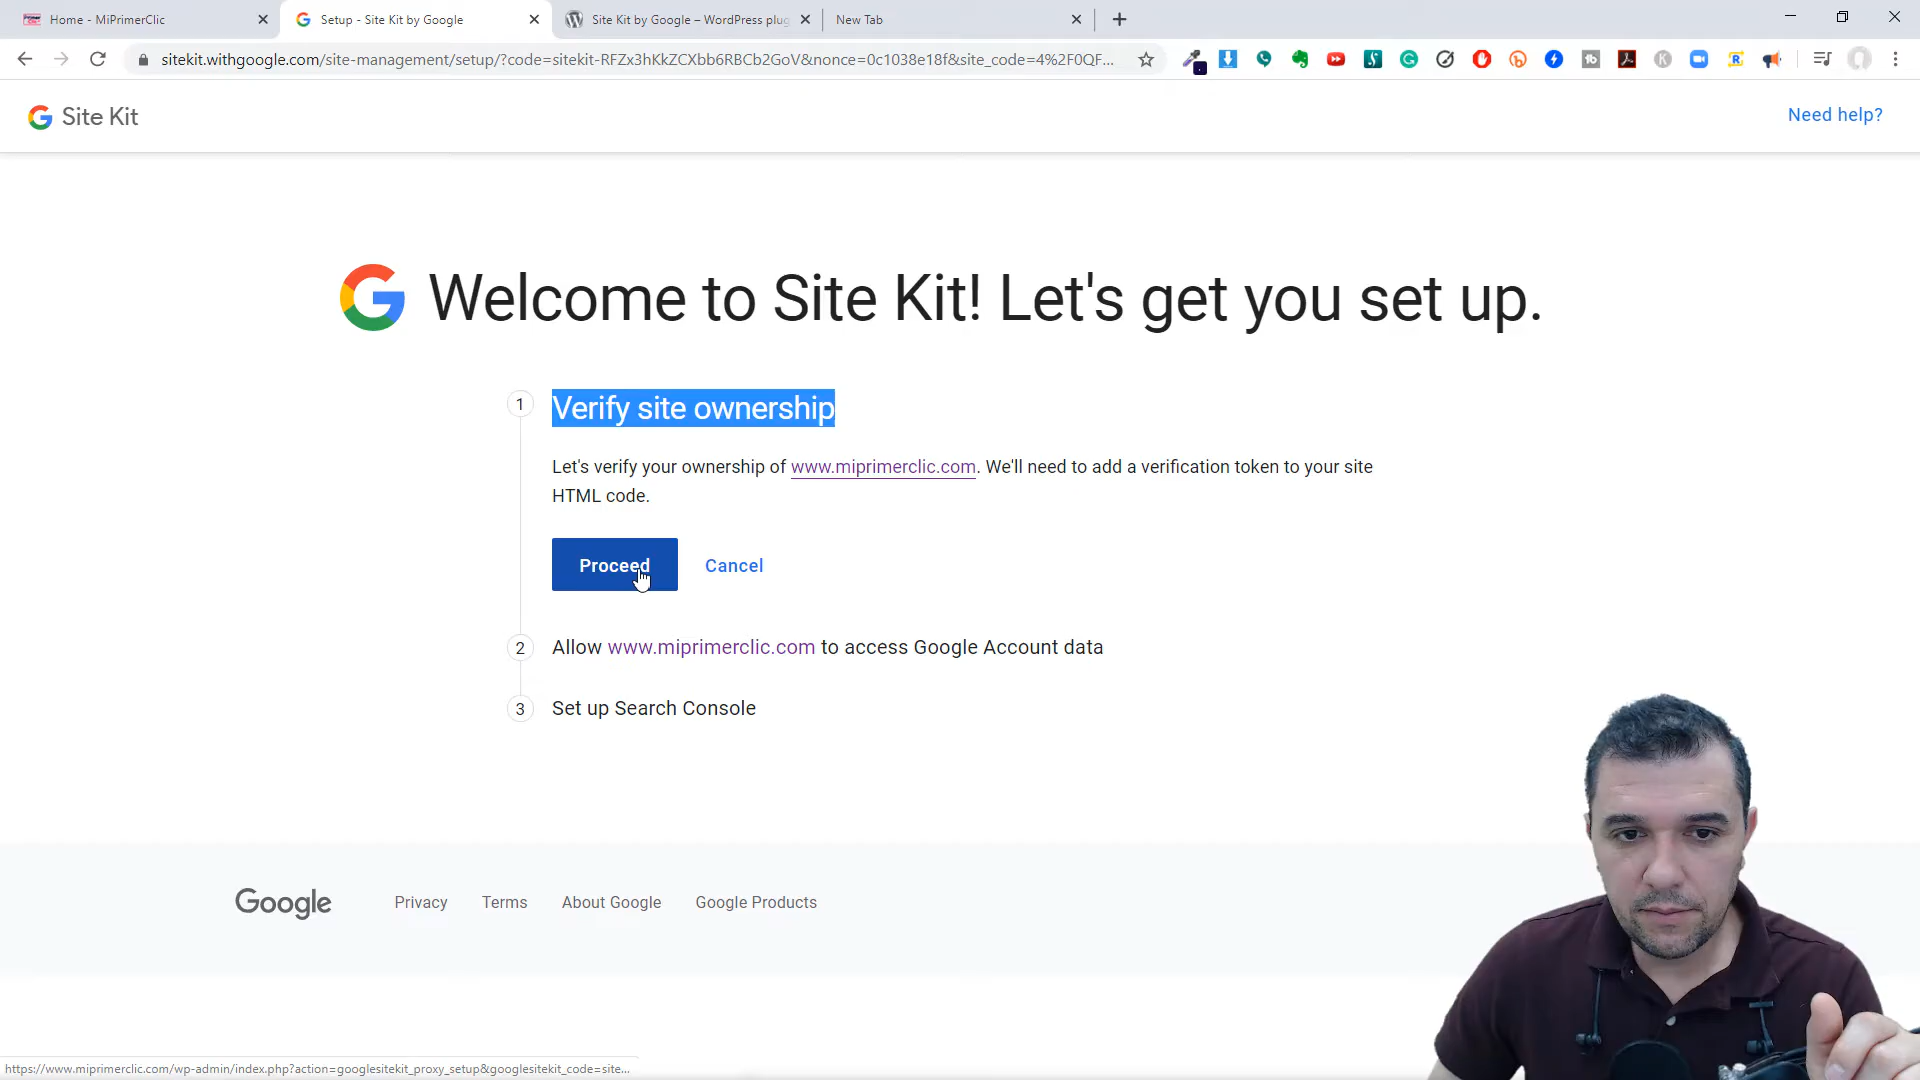 Home - MiPrimerClic
Setup - Site Kit by Google
Site Kit by Google – WordPress plug
New Tab
sitekit.withgoogle.com/site-management/setup/?code=sitekit-RFZx3hKkZCXbb6RBCb2GoV&nonce=0c1038e18f&site_code=4%2F0QF...
Site Kit
Need help?
Welcome to Site Kit! Let's get you set up.
1
Verify site ownership
Let's verify your ownership of www.miprimerclic.com. We'll need to add a verification token to your site
HTML code.
Proceed
Cancel
2
Allow www.miprimerclic.com to access Google Account data
3
Set up Search Console
Google
Privacy
Terms
About Google
Google Products
https://www.miprimerclic.com/wp-admin/index.php?action=googlesitekit_proxy_setup&googlesitekit_code=site...